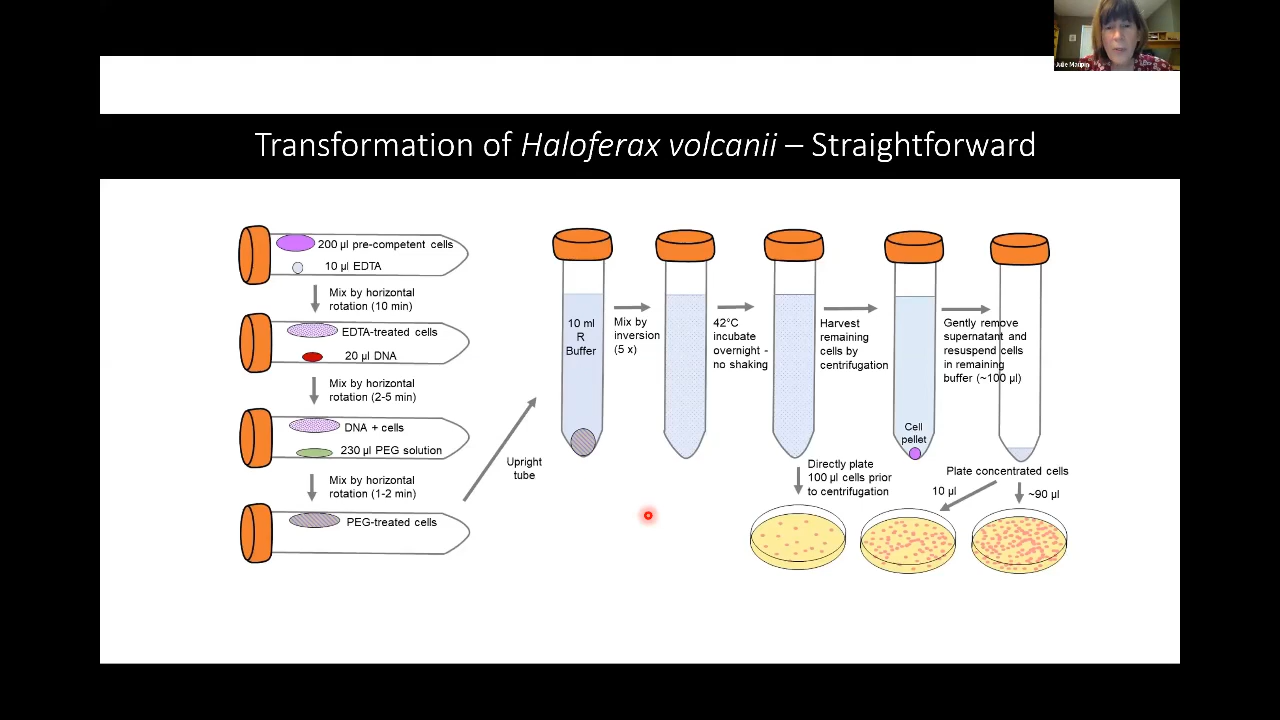 Julie Maupin
Transformation of Haloferax volcanii – Straightforward
200 µl pre-competent cells
10 µl EDTA
Mix by horizontal
rotation (10 min)
EDTA-treated cells
20 µl DNA
Mix by horizontal
rotation (2-5 min)
DNA + cells
230 µl PEG solution
Mix by horizontal
rotation (1-2 min)
PEG-treated cells
Upright
tube
10 ml
R
Buffer
Mix by
inversion
(5 x)
42°C
incubate
overnight -
no shaking
Harvest
remaining
cells by
centrifugation
Gently remove
supernatant and
resuspend cells
in remaining
buffer (~100 µl)
Cell
pellet
Directly plate
100 µl cells prior
to centrifugation
Plate concentrated cells
10 µl
~90 µl